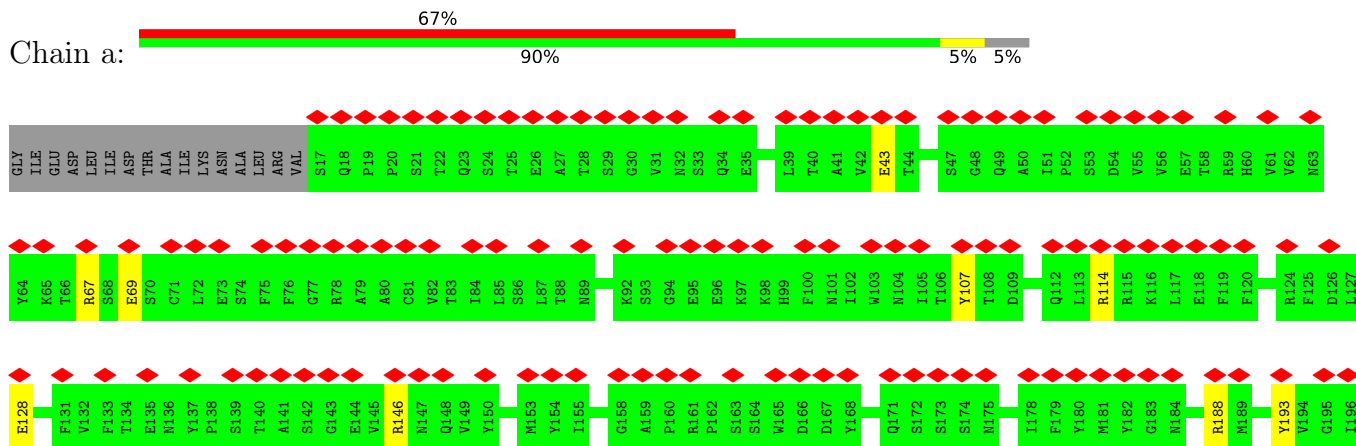 67%
Chain a:
90% 5% 5%
GLY ILE GLU ASP LEU ILE ASP THR ALA ILE LYS ASN ALA LEU ARG VAL S17 Q18 P19 P20 S21 T22 Q23 S24 T25 E26 A27 T28 S29 G30 V31 N32 S33 Q34 E35 L39 T40 A41 V42 E43 T44 S47 G48 Q49 A50 I51 P52 S53 D54 V55 V56 E57 T58 R59 H60 V61 V62 N63
Y64 K65 T66 R67 S68 E69 S70 C71 L72 E73 S74 F75 F76 G77 R78 A79 A80 C81 V82 T83 I84 L85 S86 L87 T88 N89 K92 S93 G94 E95 E96 K97 K98 H99 F100 N101 I102 W103 N104 I105 T106 Y107 T108 D109 Q112 L113 R114 R115 K116 L117 E118 F119 F120 R124 F125 D126 L127
E128 F131 V132 F133 T134 E135 N136 Y137 P138 S139 T140 A141 S142 G143 E144 V145 R146 N147 Q148 V149 Y150 M153 Y154 I155 G158 A159 P160 R161 P162 S163 S164 W165 D166 D167 Y168 Q171 S172 S173 S174 N175 I178 F179 Y180 M181 Y182 G183 N184 R188 M189 Y193 V194 G195 I196